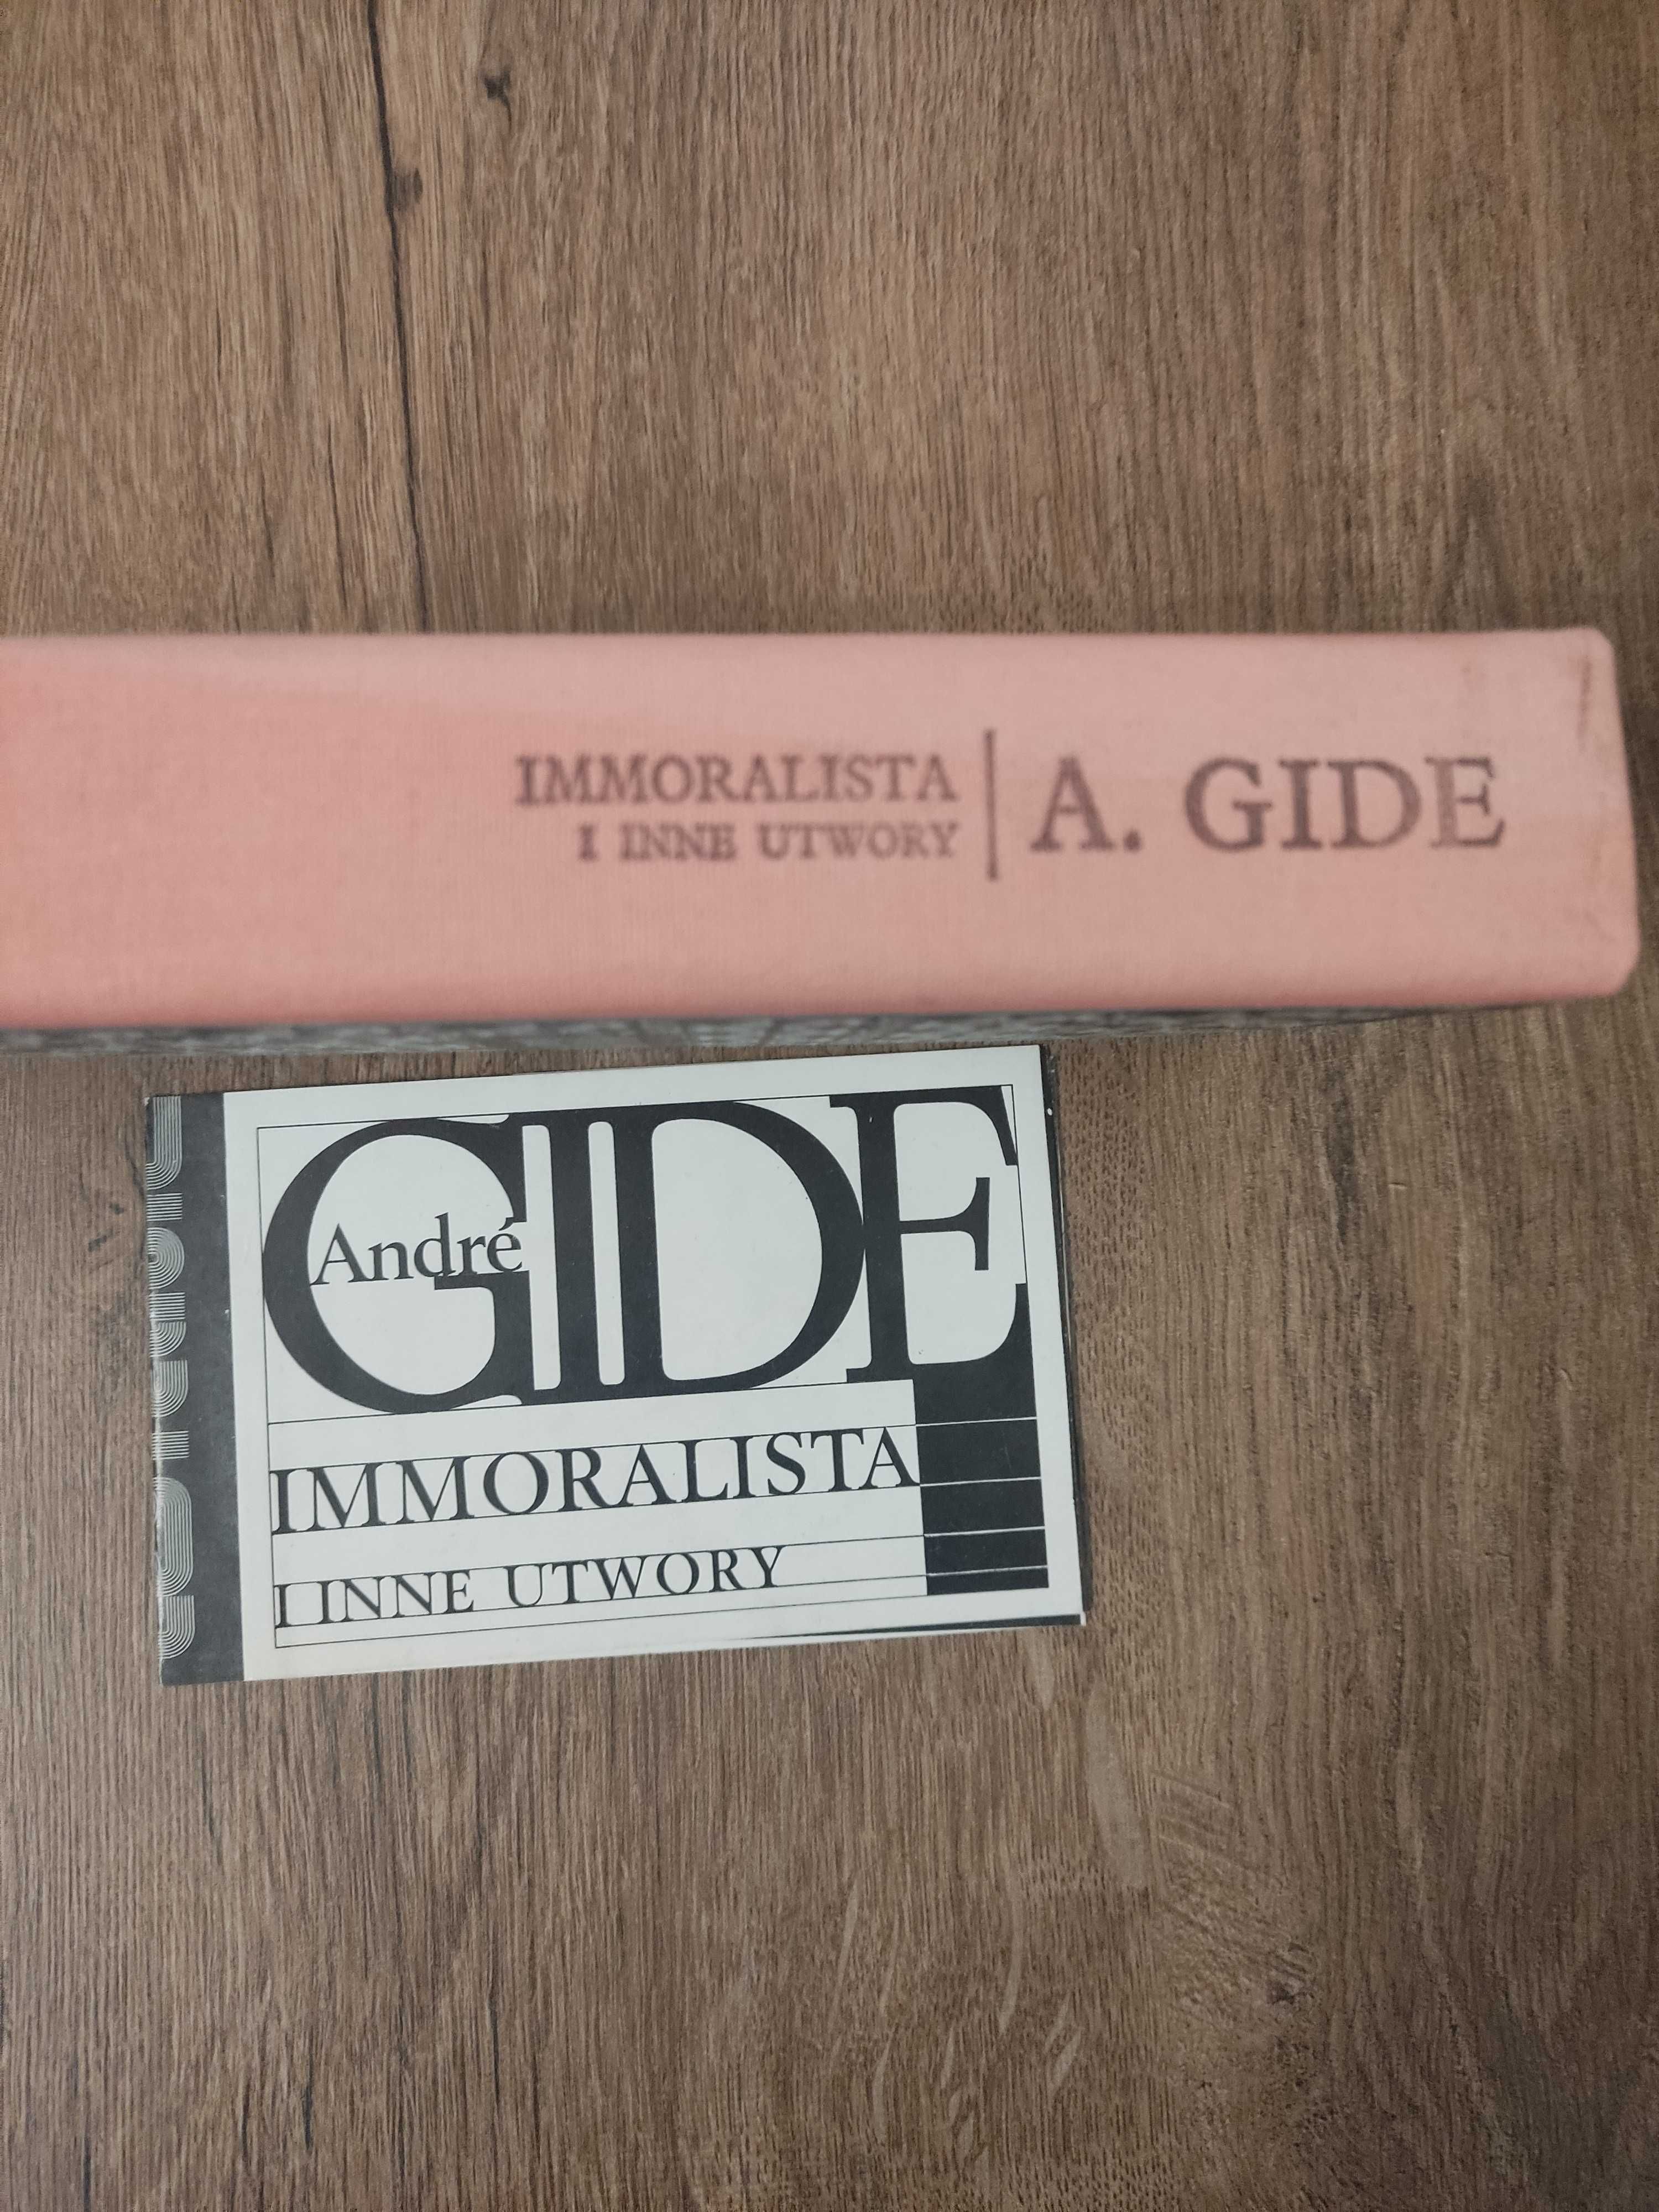 IMMORALISTA
I INNE UTWORY
A. GIDE
André
GIDE
IMMORALISTA
I INNE UTWORY